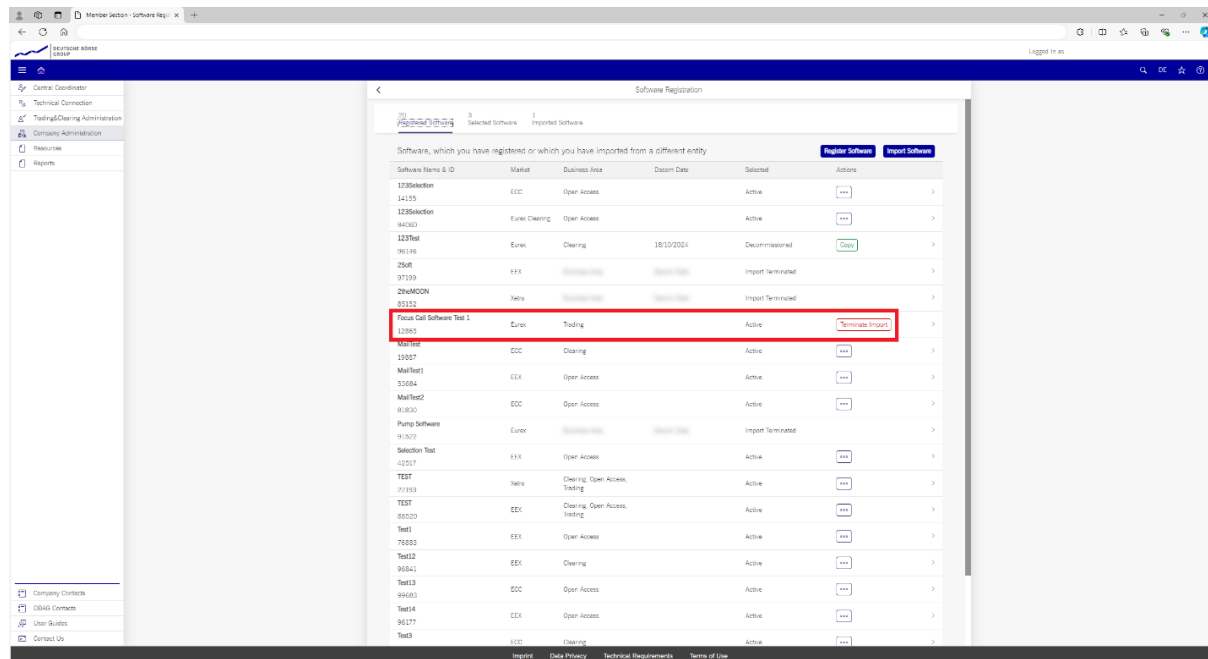 Member Section - Software Regi
DEUTSCHE BÖRSE
GROUP
Logged in as
DE
Central Coordinator
Technical Connection
Trading&Clearing Administration
Company Administration
Resources
Reports
Software Registration
20 3 1
Registered Software Selected Software Imported Software
Software, which you have registered or which you have imported from a different entity Register Software Import Software
Software Name & ID Market Business Area Decom Date Selected Actions
123Selection
14155 ECC Open Access Active
123Selection
94060 Eurex Clearing Open Access Active
123Test
96146 Eurex Clearing 18/10/2024 Decommissioned Copy
2Soft
97199 EEX Import Terminated
2theMOON
85152 Xetra Import Terminated
Focus Call Software Test 1
12865 Eurex Trading Active Terminate Import
MailTest
19887 ECC Clearing Active
MailTest1
53684 EEX Open Access Active
MailTest2
81830 ECC Open Access Active
Pump Software
91522 Eurex Import Terminated
Selection Test
42517 EEX Open Access Active
TEST
22193 Xetra Clearing, Open Access, Trading Active
TEST
88620 EEX Clearing, Open Access, Trading Active
Test1
76883 EEX Open Access Active
Test12
96841 EEX Clearing Active
Test13
99683 ECC Open Access Active
Test14
96177 EEX Open Access Active
Test3
ECC Clearing Active
Company Contacts
DBAG Contacts
User Guides
Contact Us
Imprint Data Privacy Technical Requirements Terms of Use